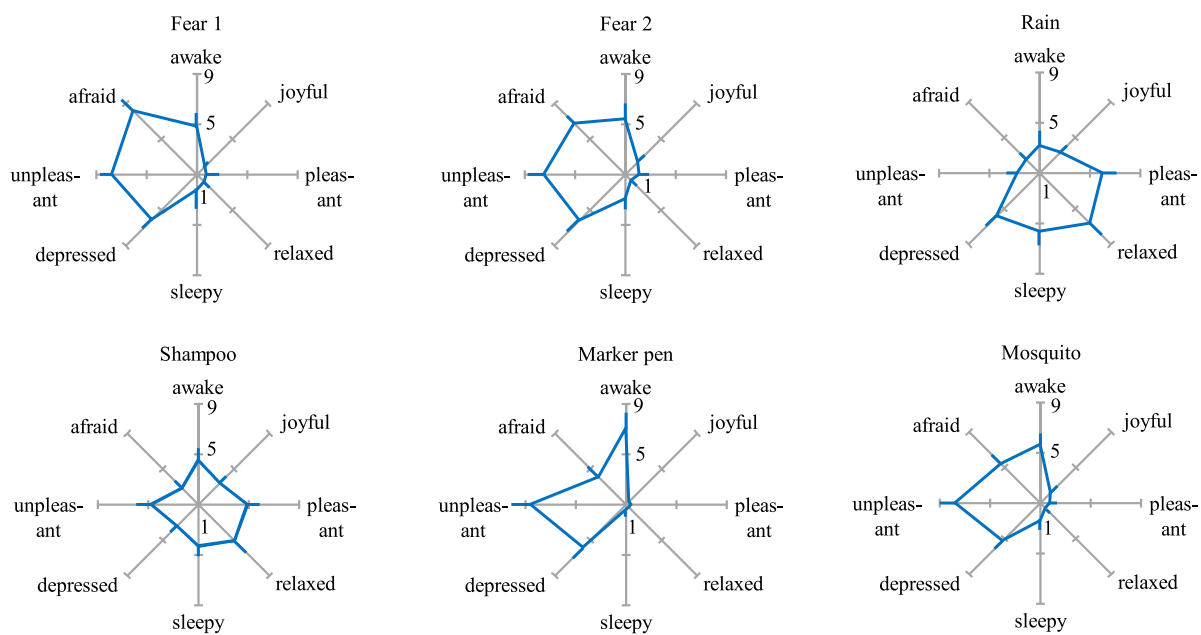 Fear 1
awake
9
afraid
joyful
5
unpleas-
ant
pleas-
ant
1
depressed
relaxed
sleepy
Fear 2
awake
9
afraid
joyful
5
unpleas-
ant
pleas-
ant
1
depressed
relaxed
sleepy
Rain
awake
9
afraid
joyful
5
unpleas-
ant
pleas-
ant
1
depressed
relaxed
sleepy
Shampoo
awake
9
afraid
joyful
5
unpleas-
ant
pleas-
ant
1
depressed
relaxed
sleepy
Marker pen
awake
9
afraid
joyful
5
unpleas-
ant
pleas-
ant
1
depressed
relaxed
sleepy
Mosquito
awake
9
afraid
joyful
5
unpleas-
ant
pleas-
ant
1
depressed
relaxed
sleepy